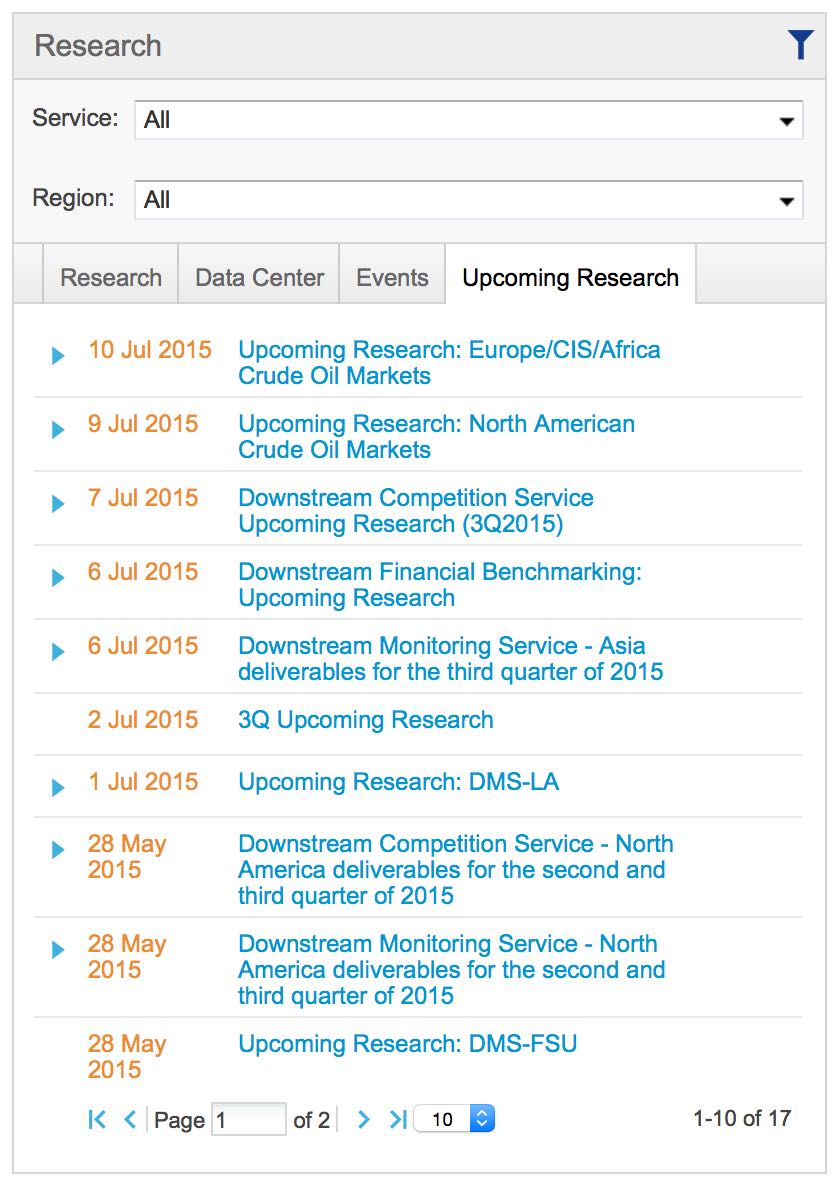 Research
Service: All
Region: All
Research Data Center Events Upcoming Research
10 Jul 2015 Upcoming Research: Europe/CIS/Africa
Crude Oil Markets
9 Jul 2015 Upcoming Research: North American
Crude Oil Markets
7 Jul 2015 Downstream Competition Service
Upcoming Research (3Q2015)
6 Jul 2015 Downstream Financial Benchmarking:
Upcoming Research
6 Jul 2015 Downstream Monitoring Service - Asia
deliverables for the third quarter of 2015
2 Jul 2015 3Q Upcoming Research
1 Jul 2015 Upcoming Research: DMS-LA
28 May Downstream Competition Service - North
2015 America deliverables for the second and
third quarter of 2015
28 May Downstream Monitoring Service - North
2015 America deliverables for the second and
third quarter of 2015
28 May Upcoming Research: DMS-FSU
2015
Page 1 of 2 10 1-10 of 17